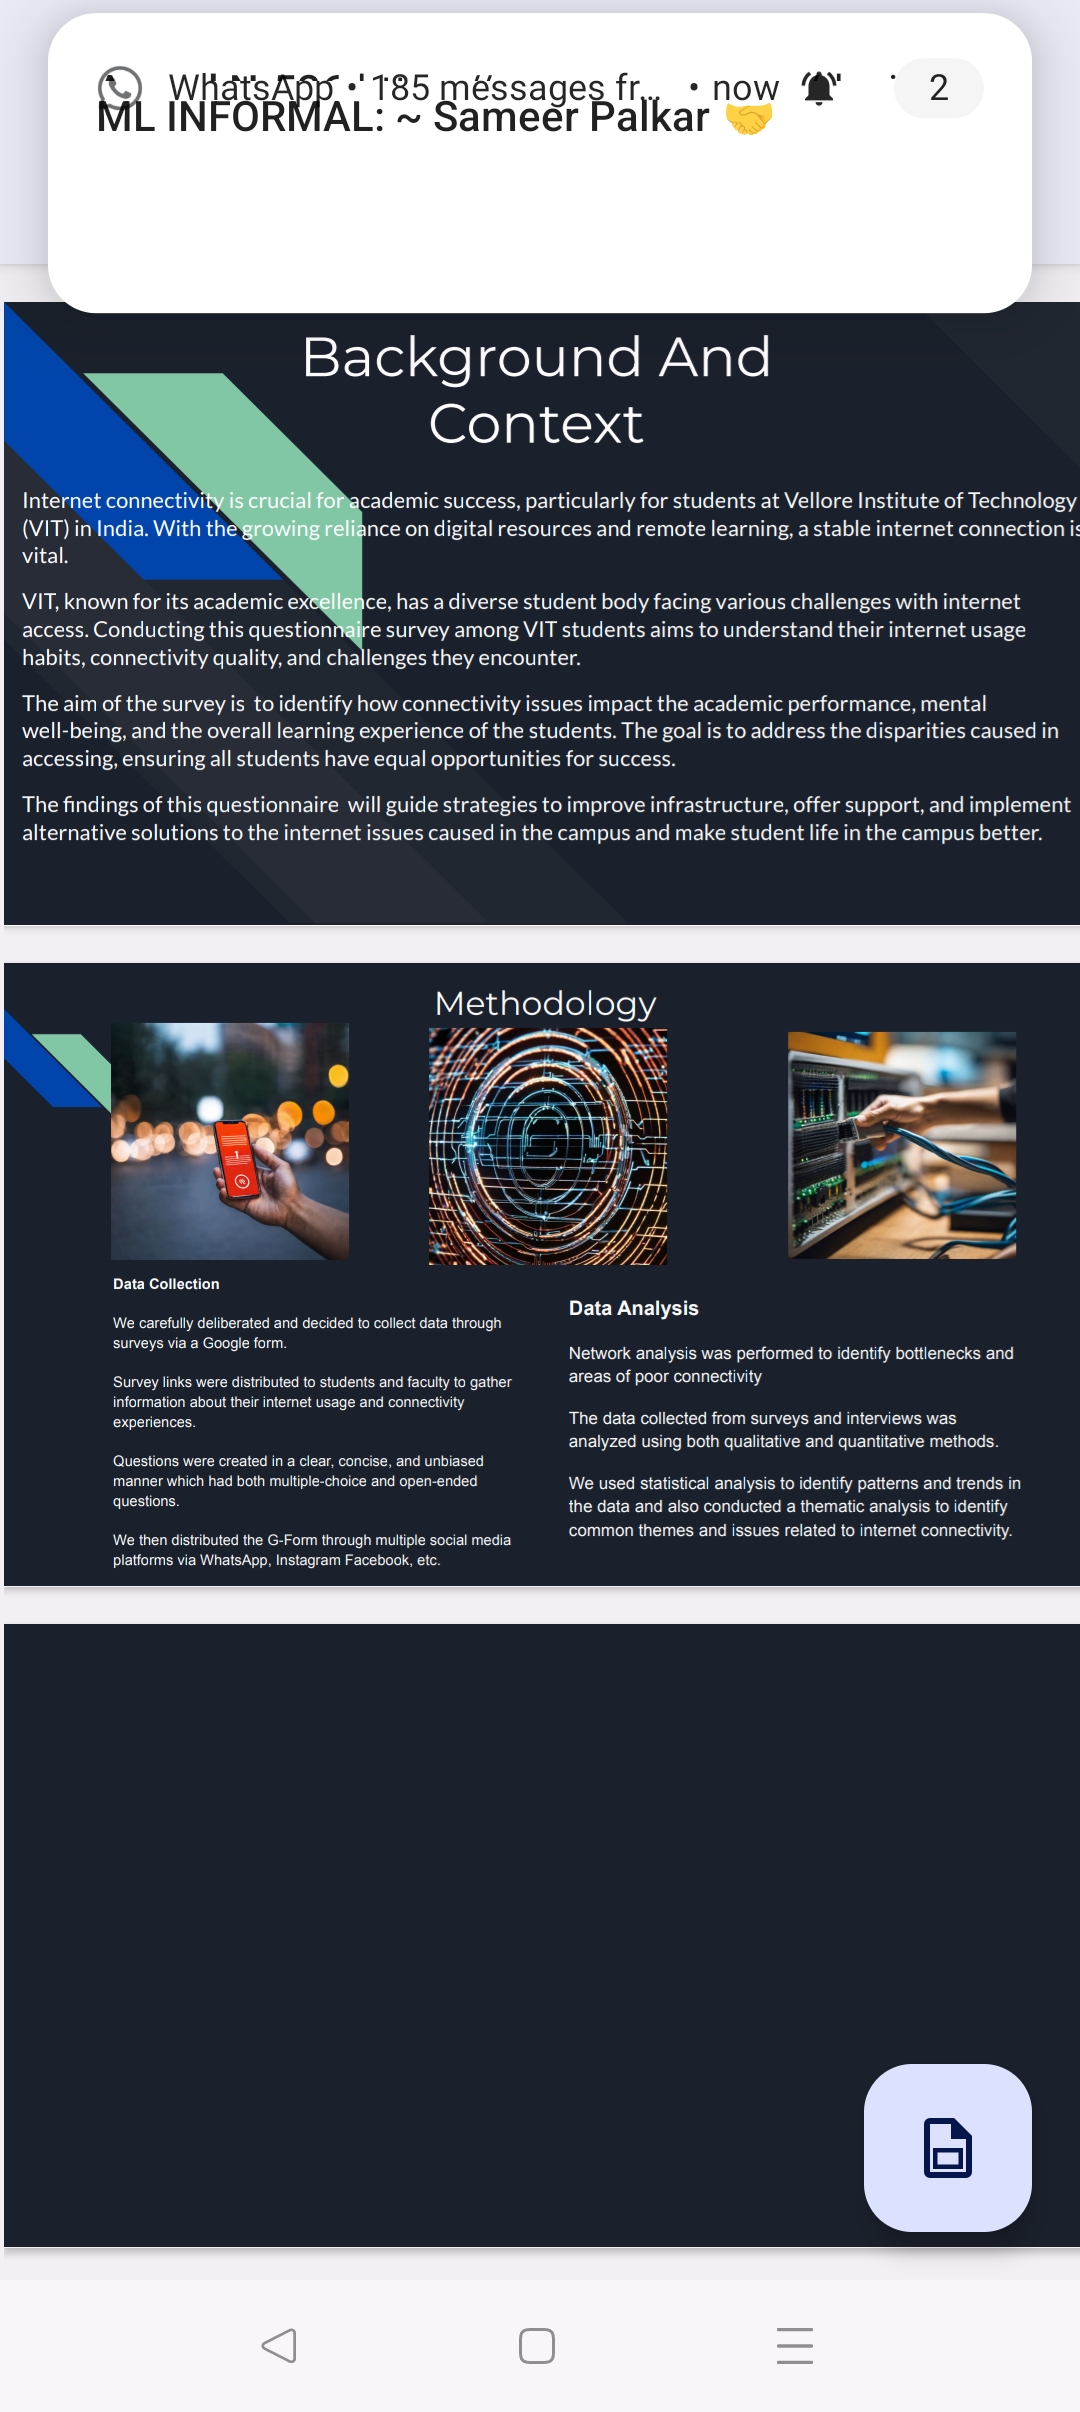 WhatsApp • 185 messages fr... • now
2
ML INFORMAL: ~ Sameer Palkar 🤝
Background And
Context
Internet connectivity is crucial for academic success, particularly for students at Vellore Institute of Technology
(VIT) in India. With the growing reliance on digital resources and remote learning, a stable internet connection is
vital.
VIT, known for its academic excellence, has a diverse student body facing various challenges with internet
access. Conducting this questionnaire survey among VIT students aims to understand their internet usage
habits, connectivity quality, and challenges they encounter.
The aim of the survey is to identify how connectivity issues impact the academic performance, mental
well-being, and the overall learning experience of the students. The goal is to address the disparities caused in
accessing, ensuring all students have equal opportunities for success.
The findings of this questionnaire will guide strategies to improve infrastructure, offer support, and implement
alternative solutions to the internet issues caused in the campus and make student life in the campus better.
Methodology
Data Collection
We carefully deliberated and decided to collect data through
surveys via a Google form.
Survey links were distributed to students and faculty to gather
information about their internet usage and connectivity
experiences.
Questions were created in a clear, concise, and unbiased
manner which had both multiple-choice and open-ended
questions.
We then distributed the G-Form through multiple social media
platforms via WhatsApp, Instagram Facebook, etc.
Data Analysis
Network analysis was performed to identify bottlenecks and
areas of poor connectivity
The data collected from surveys and interviews was
analyzed using both qualitative and quantitative methods.
We used statistical analysis to identify patterns and trends in
the data and also conducted a thematic analysis to identify
common themes and issues related to internet connectivity.